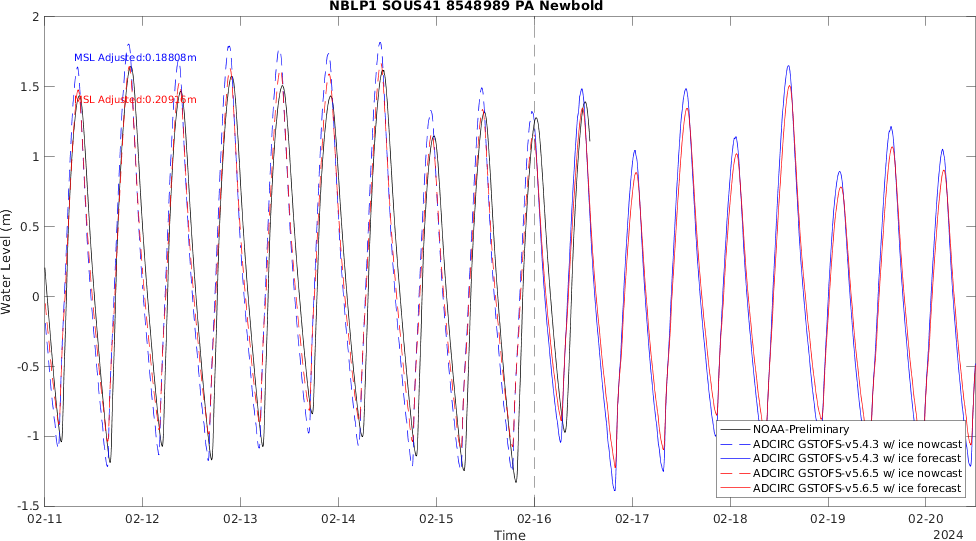 NBLP1 SOUS41 8548989 PA Newbold
2
1.5
1
0.5
0
-0.5
-1
-1.5
Water Level (m)
MSL Adjusted:0.18808m
MSL Adjusted:0.20916m
NOAA-Preliminary
ADCIRC GSTOFS-v5.4.3 w/ ice nowcast
ADCIRC GSTOFS-v5.4.3 w/ ice forecast
ADCIRC GSTOFS-v5.6.5 w/ ice nowcast
ADCIRC GSTOFS-v5.6.5 w/ ice forecast
02-11 02-12 02-13 02-14 02-15 02-16 02-17 02-18 02-19 02-20
Time
2024